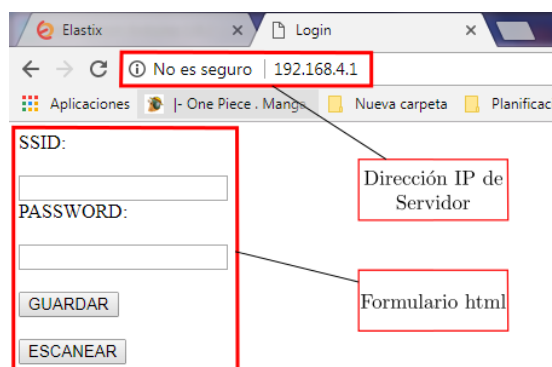 Elastix
Login
No es seguro | 192.168.4.1
Aplicaciones |- One Piece . Manga Nueva carpeta Planificac
SSID:
Dirección IP de
Servidor
PASSWORD:
Formulario html
GUARDAR
ESCANEAR